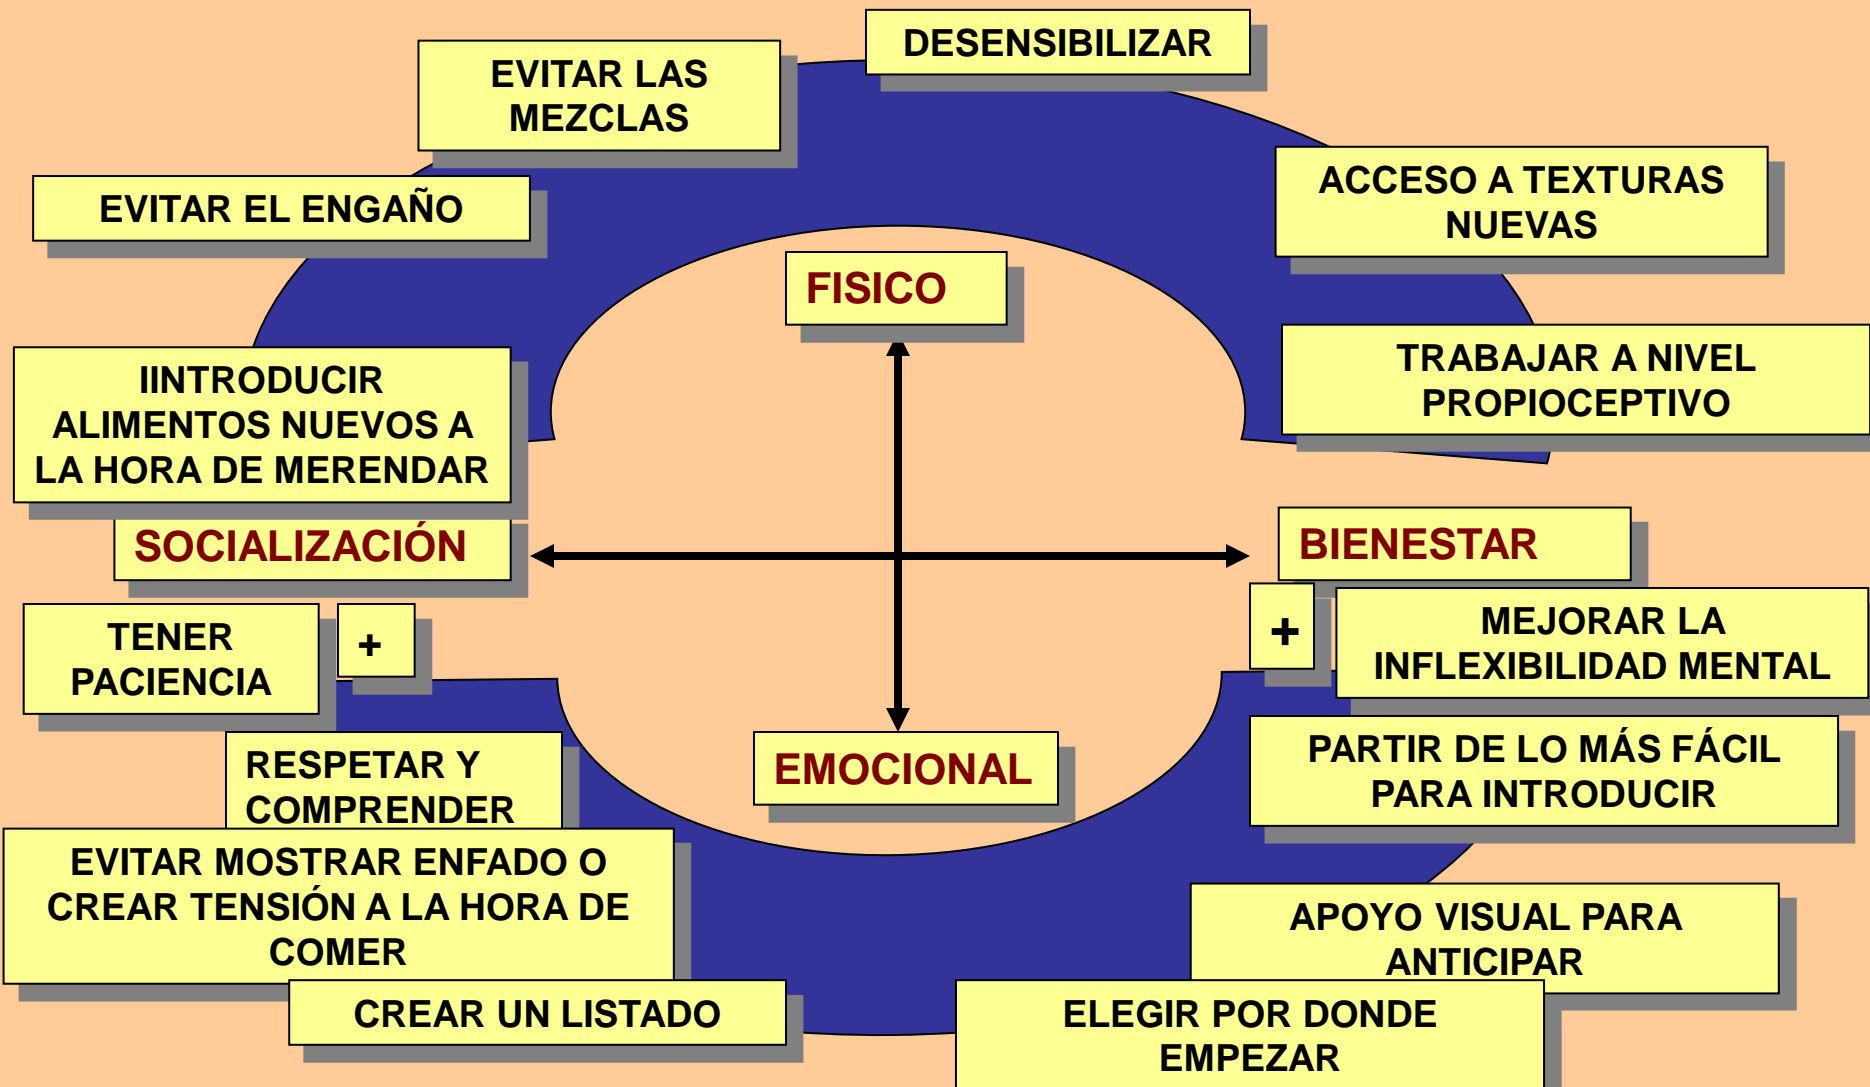 DESENSIBILIZAR
EVITAR LAS
MEZCLAS
ACCESO A TEXTURAS
NUEVAS
EVITAR EL ENGAÑO
FISICO
TRABAJAR A NIVEL
PROPIOCEPTIVO
IINTRODUCIR
ALIMENTOS NUEVOS A
LA HORA DE MERENDAR
SOCIALIZACIÓN
BIENESTAR
TENER
PACIENCIA
+
+
MEJORAR LA
INFLEXIBILIDAD MENTAL
RESPETAR Y
COMPRENDER
EMOCIONAL
PARTIR DE LO MÁS FÁCIL
PARA INTRODUCIR
EVITAR MOSTRAR ENFADO O
CREAR TENSIÓN A LA HORA DE
COMER
APOYO VISUAL PARA
ANTICIPAR
CREAR UN LISTADO
ELEGIR POR DONDE
EMPEZAR